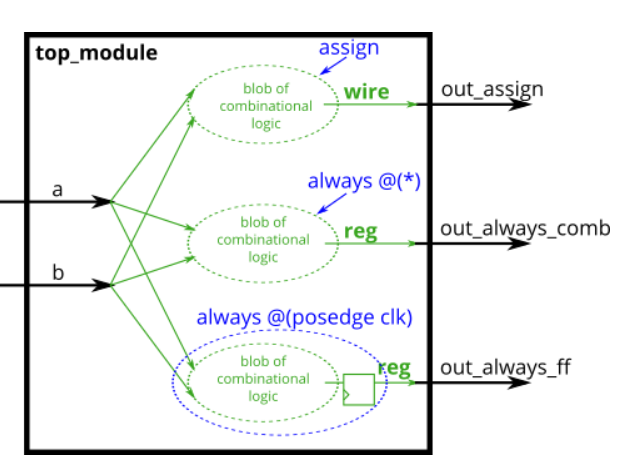 top_module
assign
blob of
combinational
logic
wire
out_assign
always @(*)
a
blob of
combinational
logic
reg
out_always_comb
b
always @(posedge clk)
blob of
combinational
logic
reg
out_always_ff